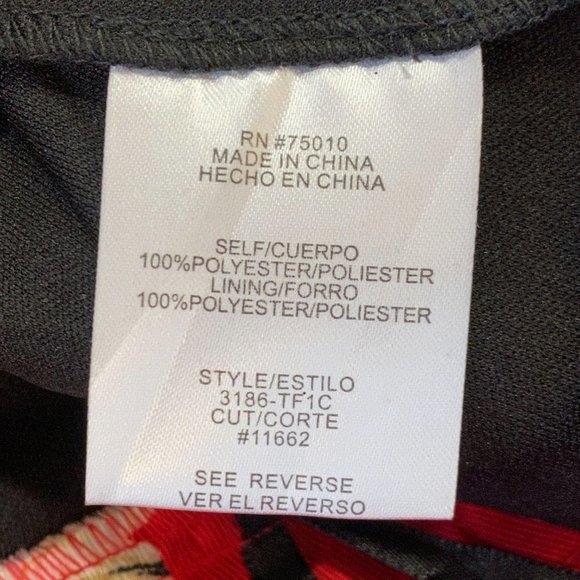 RN #75010
MADE IN CHINA
HECHO EN CHINA
SELF/CUERPO
100%POLYESTER/POLIESTER
LINING/FORRO
100%POLYESTER/POLIESTER
STYLE/ESTILO
3186-TF1C
CUT/CORTE
#11662
SEE REVERSE
VER EL REVERSO